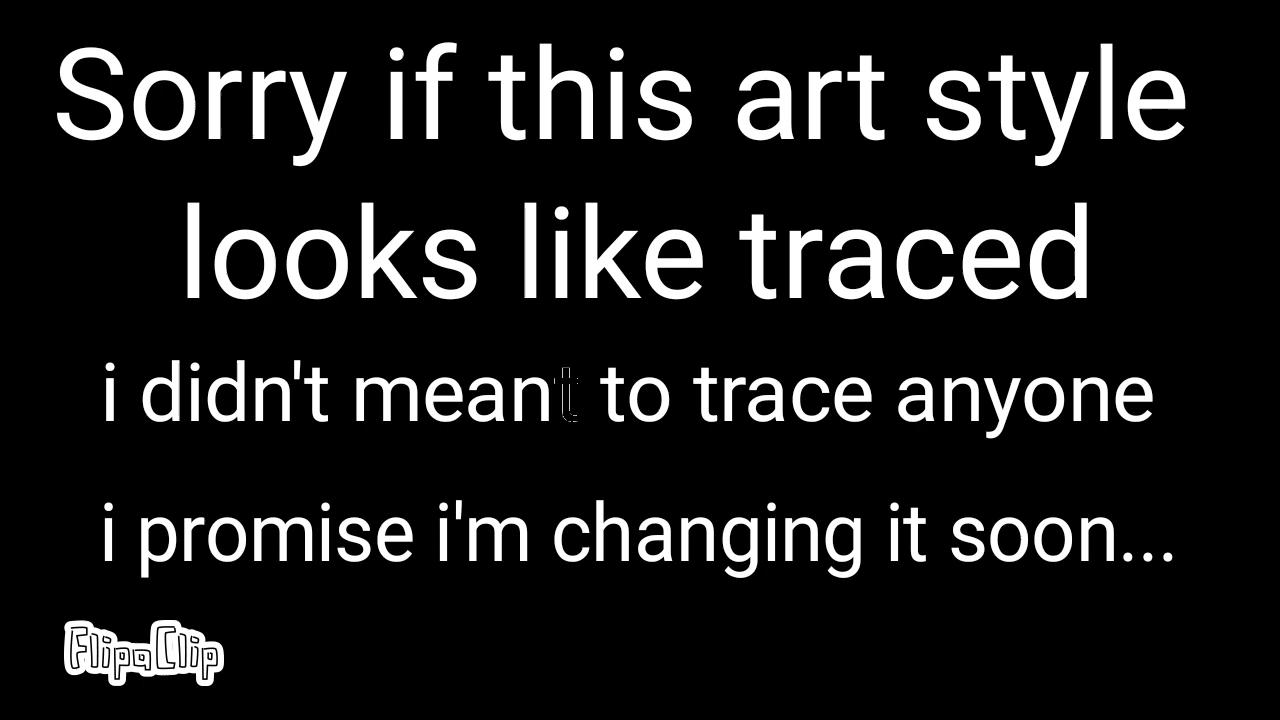 Sorry if this art style
looks like traced
i didn't meant to trace anyone
i promise i'm changing it soon...
FlipaClip